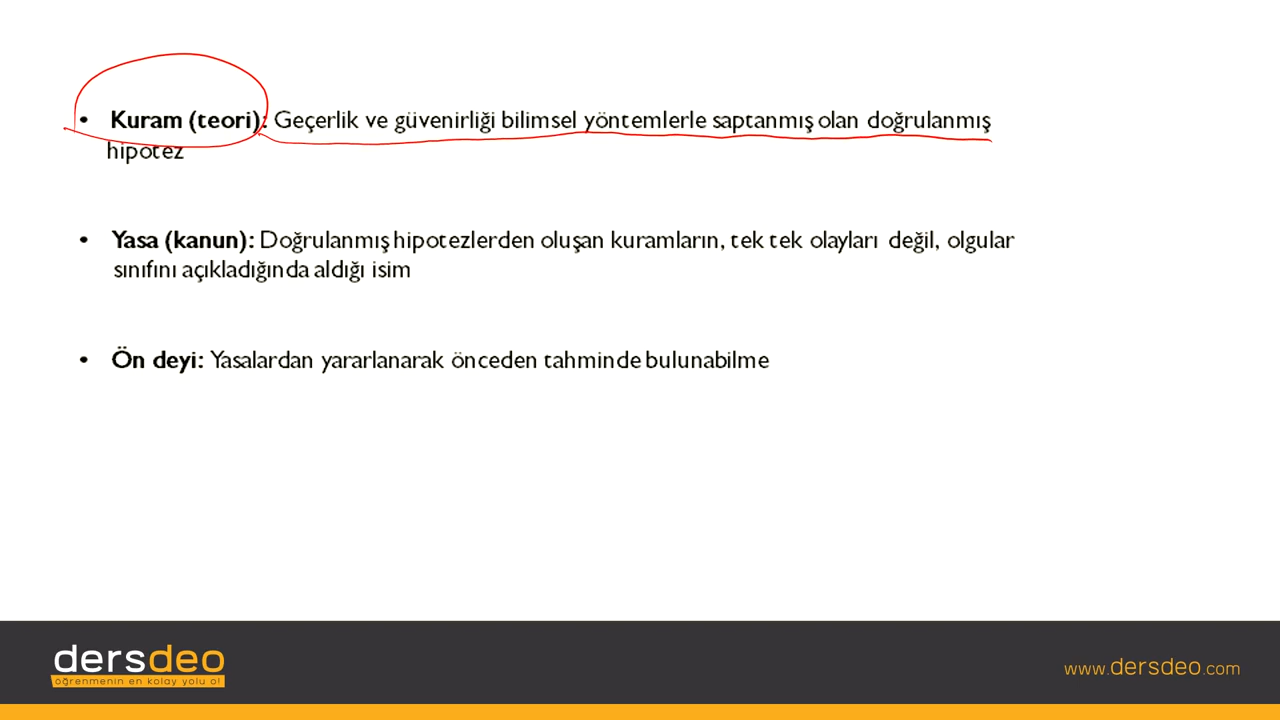 • Kuram (teori): Geçerlik ve güvenirliği bilimsel yöntemlerle saptanmış olan doğrulanmış
hipotez
• Yasa (kanun): Doğrulanmış hipotezlerden oluşan kuramların, tek tek olayları değil, olgular
sınıfını açıkladığında aldığı isim
• Ön deyi: Yasalardan yararlanarak önceden tahminde bulunabilme
dersdeo
öğrenmenin en kolay yolu o!
www.dersdeo.com